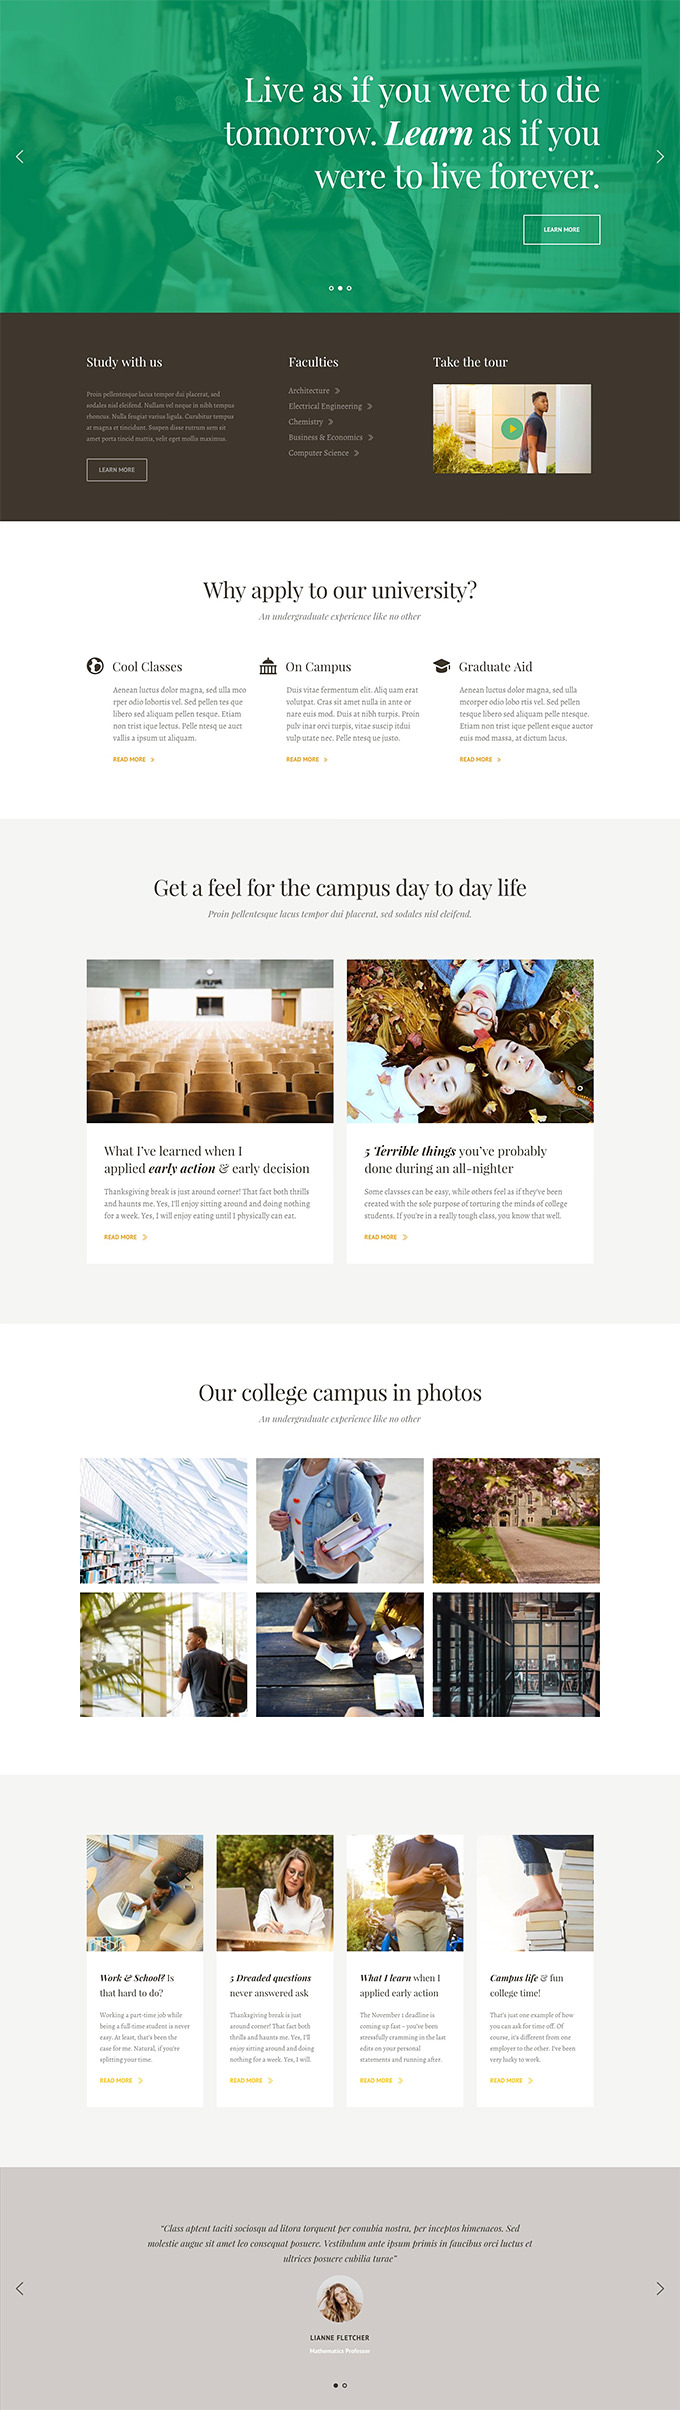 Live as if you were to die
tomorrow. Learn as if you
were to live forever.
LEARN MORE
Study with us
Proin pellentesque lacus tempor dui placerat, sed
sodales nisl eleifend. Nullam vel neque in nibh tempus
rhoncus. Nulla feugiat varius ligula. Curabitur tempus
at magna et tincidunt. Suspen disse rutrum sem sit
amet porta tincid mattis, velit eget mollis maximus.
LEARN MORE
Faculties
Architecture
Electrical Engineering
Chemistry
Business & Economics
Computer Science
Take the tour
Why apply to our university?
An undergraduate experience like no other
Cool Classes
Aenean luctus dolor magna, sed ulla mco
rper odio lobortis vel. Sed pellen tes que
libero sed aliquam pellen tesque. Etiam
non trist ique lectus. Pelle ntesq ue auct
vallis a ipsum ut aliquam.
READ MORE
On Campus
Duis vitae fermentum elit. Aliq uam erat
volutpat. Cras sit amet nulla in ante or
nare euis mod. Duis at nibh turpis. Proin
pulv inar orci turpis, vitae suscip itdui
vulp utate nec. Pelle ntesq ue justo.
READ MORE
Graduate Aid
Aenean luctus dolor magna, sed ulla
mcorper odio lobo rtis vel. Sed pellen
tesque libero sed aliquam pelle ntesque.
Etiam non trist ique pellent esque auctor
euis mod massa, at dictum lacus.
READ MORE
Get a feel for the campus day to day life
Proin pellentesque lacus tempor dui placerat, sed sodales nisl eleifend.
What I've learned when I
applied early action & early decision
Thanksgiving break is just around corner! That fact both thrills
and haunts me. Yes, I'll enjoy sitting around and doing nothing
for a week. Yes, I will enjoy eating until I physically can eat.
READ MORE
5 Terrible things you've probably
done during an all-nighter
Some clavsses can be easy, while others feel as if they've been
created with the sole purpose of torturing the minds of college
students. If you're in a really tough class, you know that well.
READ MORE
Our college campus in photos
An undergraduate experience like no other
Work & School? Is
that hard to do?
Working a part-time job while
being a full-time student is never
easy. At least, that's been the
case for me. Natural, if you're
splitting your time.
READ MORE
5 Dreaded questions
never answered ask
Thanksgiving break is just
around corner! That fact both
thrills and haunts me. Yes, I'll
enjoy sitting around and doing
nothing for a week. Yes, I will.
READ MORE
What I learn when I
applied early action
The November 1 deadline is
coming up fast – you've been
stressfully cramming in the last
edits on your personal
statements and running after.
READ MORE
Campus life & fun
college time!
That's just one example of how
you can ask for time off. Of
course, it's different from one
employer to the other. I've been
very lucky to work.
READ MORE
"Class aptent taciti sociosqu ad litora torquent per conubia nostra, per inceptos himenaeos. Sed
molestie augue sit amet leo consequat posuere. Vestibulum ante ipsum primis in faucibus orci luctus et
ultrices posuere cubilia turae"
LIANNE FLETCHER
Mathematics Professor